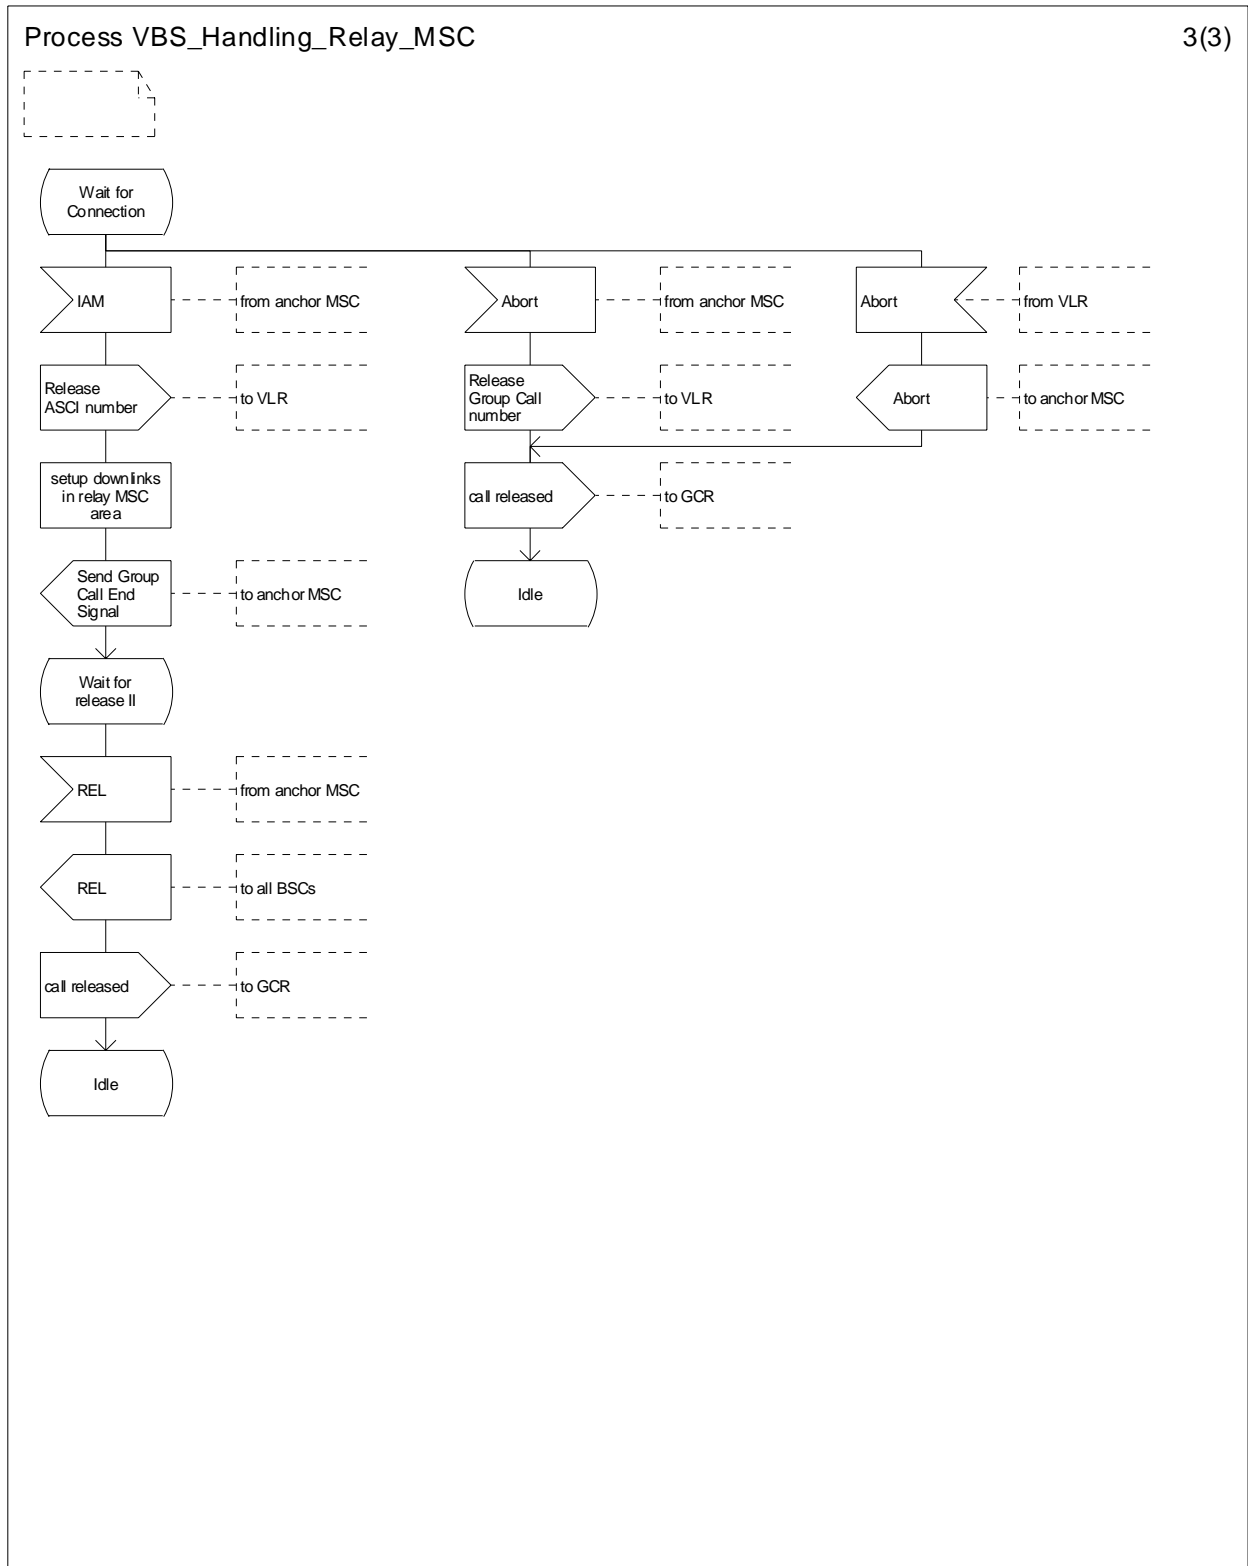 Process VBS_Handling_Relay_MSC
3(3)
Wait for
Connection
IAM
from anchor MSC
Abort
from anchor MSC
Abort
from VLR
Release
ASCI number
to VLR
Release
Group Call
number
to VLR
Abort
to anchor MSC
setup downlinks
in relay MSC
area
call released
to GCR
Send Group
Call End
Signal
to anchor MSC
Idle
Wait for
release II
REL
from anchor MSC
REL
to all BSCs
call released
to GCR
Idle